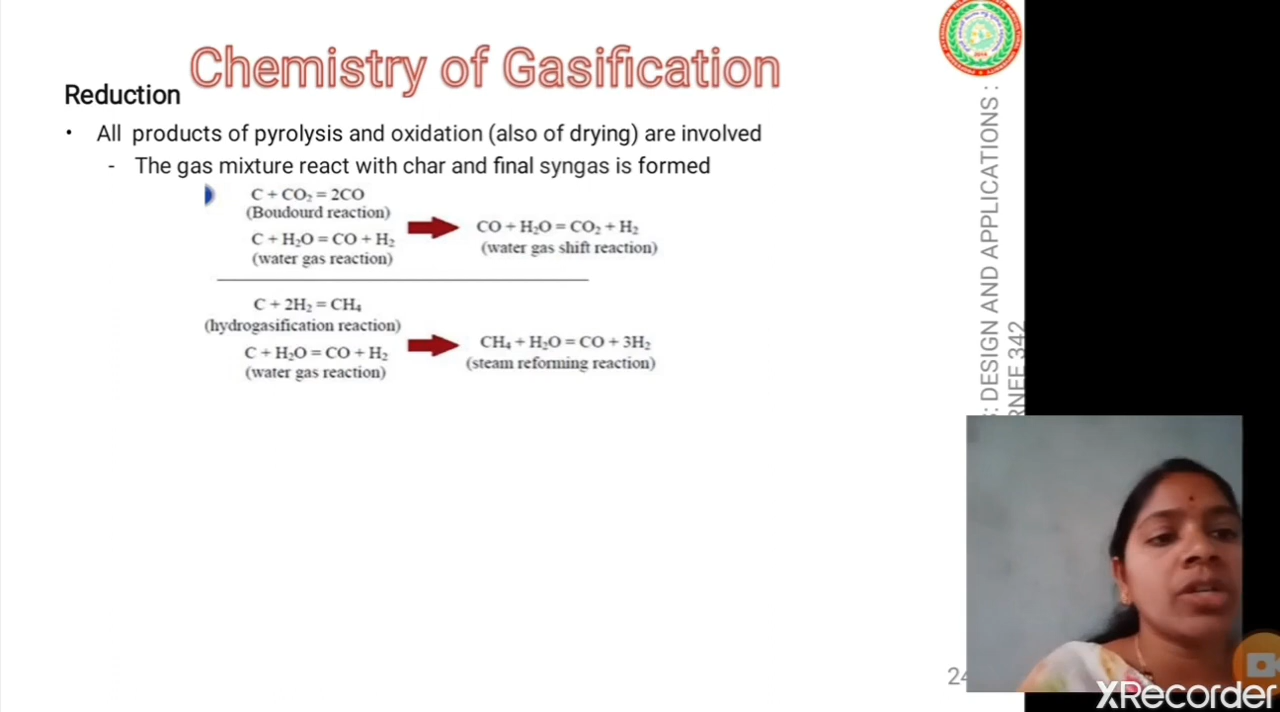 Chemistry of Gasification
Reduction
• All products of pyrolysis and oxidation (also of drying) are involved
- The gas mixture react with char and final syngas is formed
C + CO₂ = 2CO
(Boudourd reaction)
C + H₂O = CO + H₂
(water gas reaction)
CO + H₂O = CO₂ + H₂
(water gas shift reaction)
C + 2H₂ = CH₄
(hydrogasification reaction)
C + H₂O = CO + H₂
(water gas reaction)
CH₄ + H₂O = CO + 3H₂
(steam reforming reaction)
: DESIGN AND APPLICATIONS :
RNEE 342
24
XRecorder